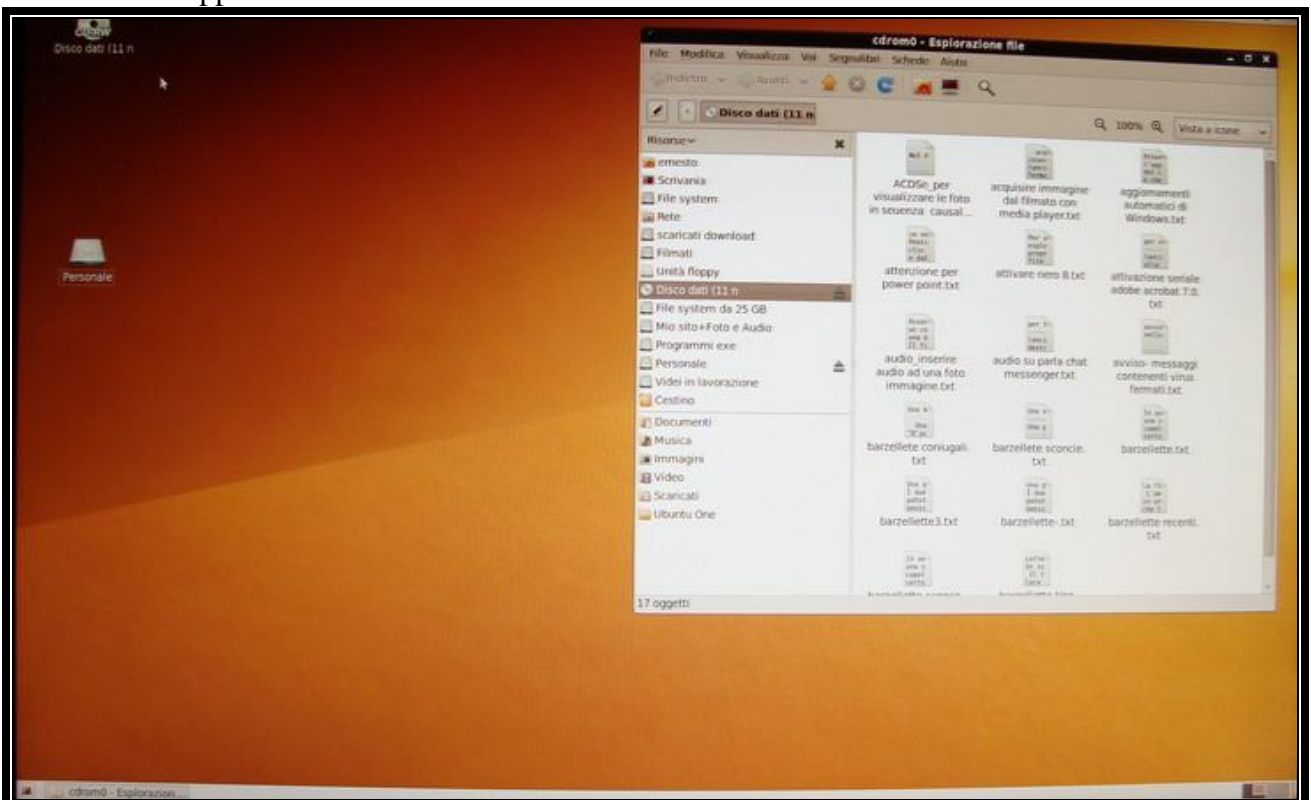 CDRW
Disco dati (11 n
Personale
cdrom0 - Esplorazione file
File Modifica Visualizza Vai Segnalibri Schede Aiuto
Indietro Avanti
Disco dati (11 n
100% Vista a icone
Risorse
ernesto
Scrivania
File system
Rete
scaricati download
Filmati
Unità floppy
Disco dati (11 n
File system da 25 GB
Mio sito+Foto e Audio
Programmi exe
Personale
Videi in lavorazione
Cestino
Documenti
Musica
Immagini
Video
Scaricati
Ubuntu One
ACDSe_per
visualizzare le foto
in seuenza causal...
acquisire immagine
dal filmato con
media player.txt
aggiornamenti
automatici di
Windows.txt
attenzione per
power point.txt
attivare nero 8.txt
attivazione seriale
adobe acrobat 7.0.
txt
audio_inserire
audio ad una foto
immagine.txt
audio su parla chat
messenger.txt
avviso- messaggi
contenenti virus
fermati.txt
barzellete coniugali.
txt
barzellete sconcie.
txt
barzellette.txt
barzellette3.txt
barzellette-.txt
barzellette recenti.
txt
17 oggetti
cdrom0 - Esplorazion...